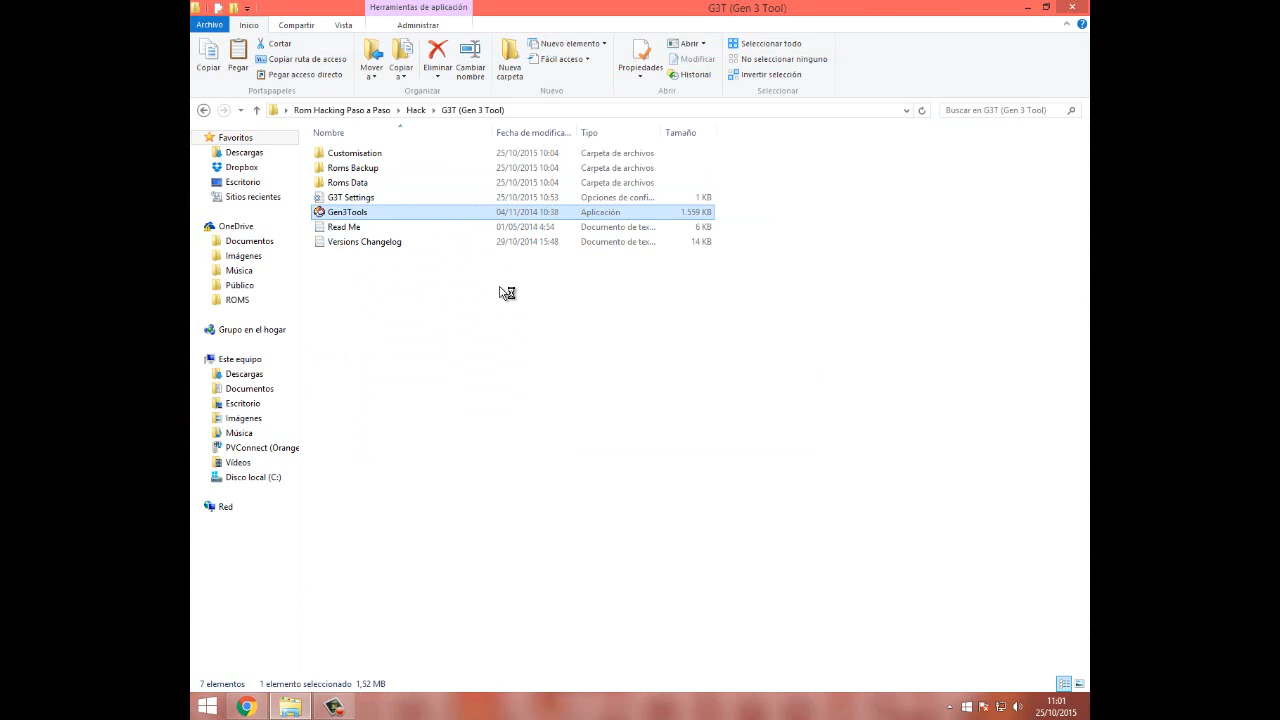 Herramientas de aplicación
G3T (Gen 3 Tool)
Archivo Inicio Compartir Vista Administrar
Copiar
Pegar
Cortar
Copiar ruta de acceso
Pegar acceso directo
Portapapeles
Mover a
Copiar a
Eliminar
Cambiar nombre
Organizar
Nueva carpeta
Nuevo elemento
Fácil acceso
Nuevo
Propiedades
Abrir
Modificar
Historial
Abrir
Seleccionar todo
No seleccionar ninguno
Invertir selección
Seleccionar
Rom Hacking Paso a Paso Hack G3T (Gen 3 Tool)
Buscar en G3T (Gen 3 Tool)
Favoritos
Descargas
Dropbox
Escritorio
Sitios recientes
OneDrive
Documentos
Imágenes
Música
Público
ROMS
Grupo en el hogar
Este equipo
Descargas
Documentos
Escritorio
Imágenes
Música
PVConnect (Orange
Vídeos
Disco local (C:)
Red
Nombre Fecha de modifica... Tipo Tamaño
Customisation 25/10/2015 10:04 Carpeta de archivos
Roms Backup 25/10/2015 10:04 Carpeta de archivos
Roms Data 25/10/2015 10:04 Carpeta de archivos
G3T Settings 25/10/2015 10:53 Opciones de confi... 1 KB
Gen3Tools 04/11/2014 10:38 Aplicación 1.559 KB
Read Me 01/05/2014 4:54 Documento de tex... 6 KB
Versions Changelog 29/10/2014 15:48 Documento de tex... 14 KB
7 elementos 1 elemento seleccionado 1,52 MB
11:01
25/10/2015